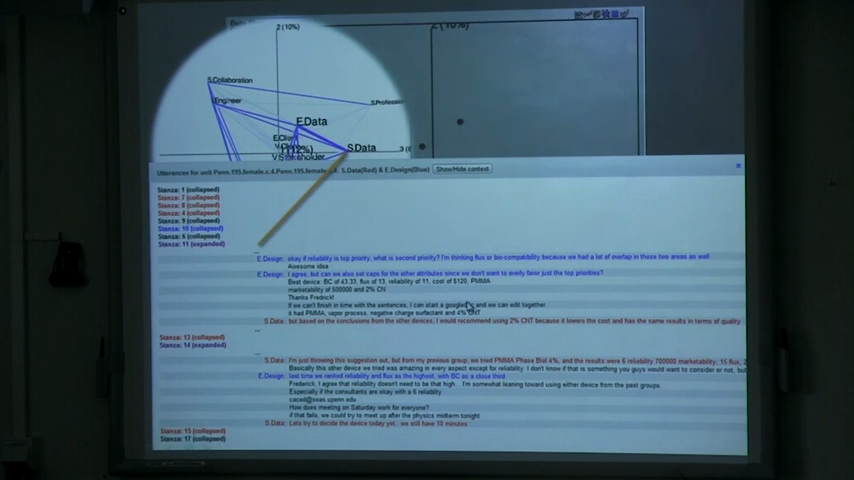 2 (10%)
S.Collaboration
Engineer
S.Profession
E.Data
S.Data
E.Clie
(12%)
V.Stakeholder
Utterances for unit Penn.195.female.c.4.Penn.195.female.c.4: S.Data(Red) & E.Design(Blue)
Show/Hide context
Stanza: 1 (collapsed)
Stanza: 7 (collapsed)
Stanza: 8 (collapsed)
Stanza: 4 (collapsed)
Stanza: 9 (collapsed)
Stanza: 10 (collapsed)
Stanza: 6 (collapsed)
Stanza: 11 (expanded)
...
E.Design: okay if reliability is top priority, what is second priority? I'm thinking flux or bio-compatibility because we had a lot of overlap in those two areas as well
Awesome idea
E.Design: I agree, but can we also set caps for the other attributes since we don't want to overly favor just the top priorities?
Best device: BC of 43.33, flux of 13, reliability of 11, cost of $120, PMMA
marketability of 500000 and 2% CN
Thanks Fredrick!
if we can't finish in time with the sentences, I can start a google and we can edit together
it had PMMA, vapor process, negative charge surfactant and 4% CNT
S.Data: but based on the conclusions from the other devices, I would recommend using 2% CNT because it lowers the cost and has the same results in terms of quality
...
Stanza: 13 (collapsed)
Stanza: 14 (expanded)
...
S.Data: I'm just throwing this suggestion out, but from my previous group, we tried PMMA Phase Biol 4%, and the results were 6 reliability 700000 marketability, 15 flux, 2
Basically this other device we tried was amazing in every aspect except for reliability. I don't know if that is something you guys would want to consider or not, but
E.Design: last time we ranked reliability and flux as the highest, with BC as a close third.
Frederick, I agree that reliability doesn't need to be that high... I'm somewhat leaning toward using either device from the past groups.
Especially if the consultants are okay with a 6 reliability
caced@seas.upenn.edu
How does meeting on Saturday work for everyone?
if that fails, we could try to meet up after the physics midterm tonight
S.Data: Lets try to decide the device today yet.. we still have 10 minutes
Stanza: 15 (collapsed)
Stanza: 17 (collapsed)